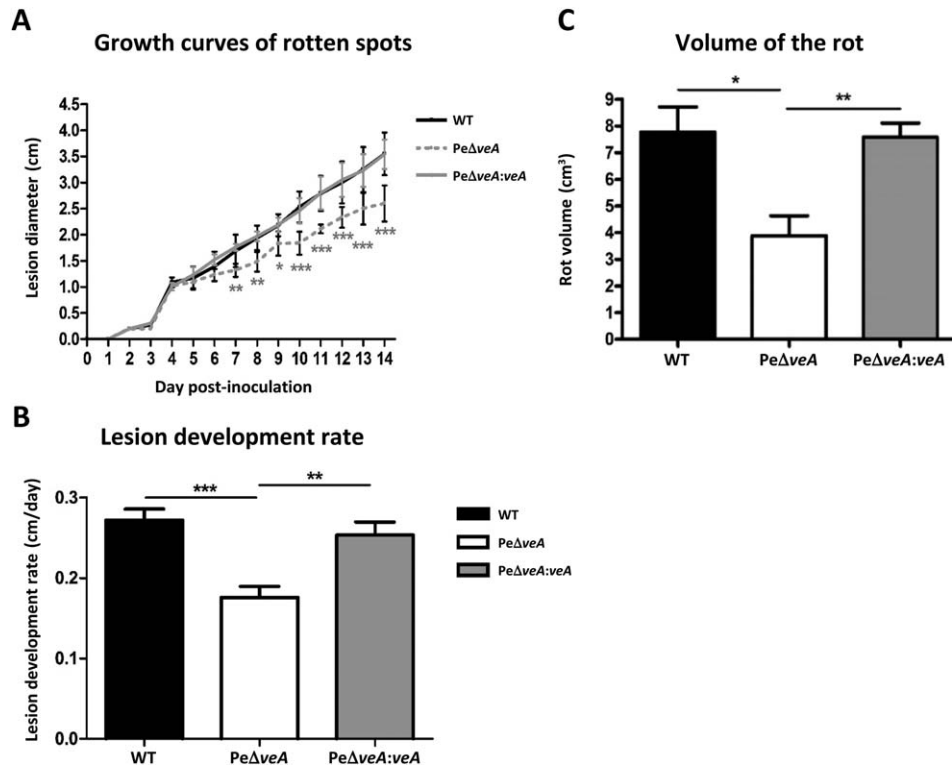 A
Growth curves of rotten spots
4.5
4.0
3.5
3.0
2.5
2.0
1.5
1.0
0.5
0.0
Lesion diameter (cm)
WT
PeΔveA
PeΔveA:veA
** ** * *** *** *** *** ***
0 1 2 3 4 5 6 7 8 9 10 11 12 13 14
Day post-inoculation
B
Lesion development rate
0.3
0.2
0.1
0.0
Lesion development rate (cm/day)
*** **
WT PeΔveA PeΔveA:veA
WT
PeΔveA
PeΔveA:veA
C
Volume of the rot
9
8
7
6
5
4
3
2
1
0
Rot volume (cm³)
* **
WT PeΔveA PeΔveA:veA